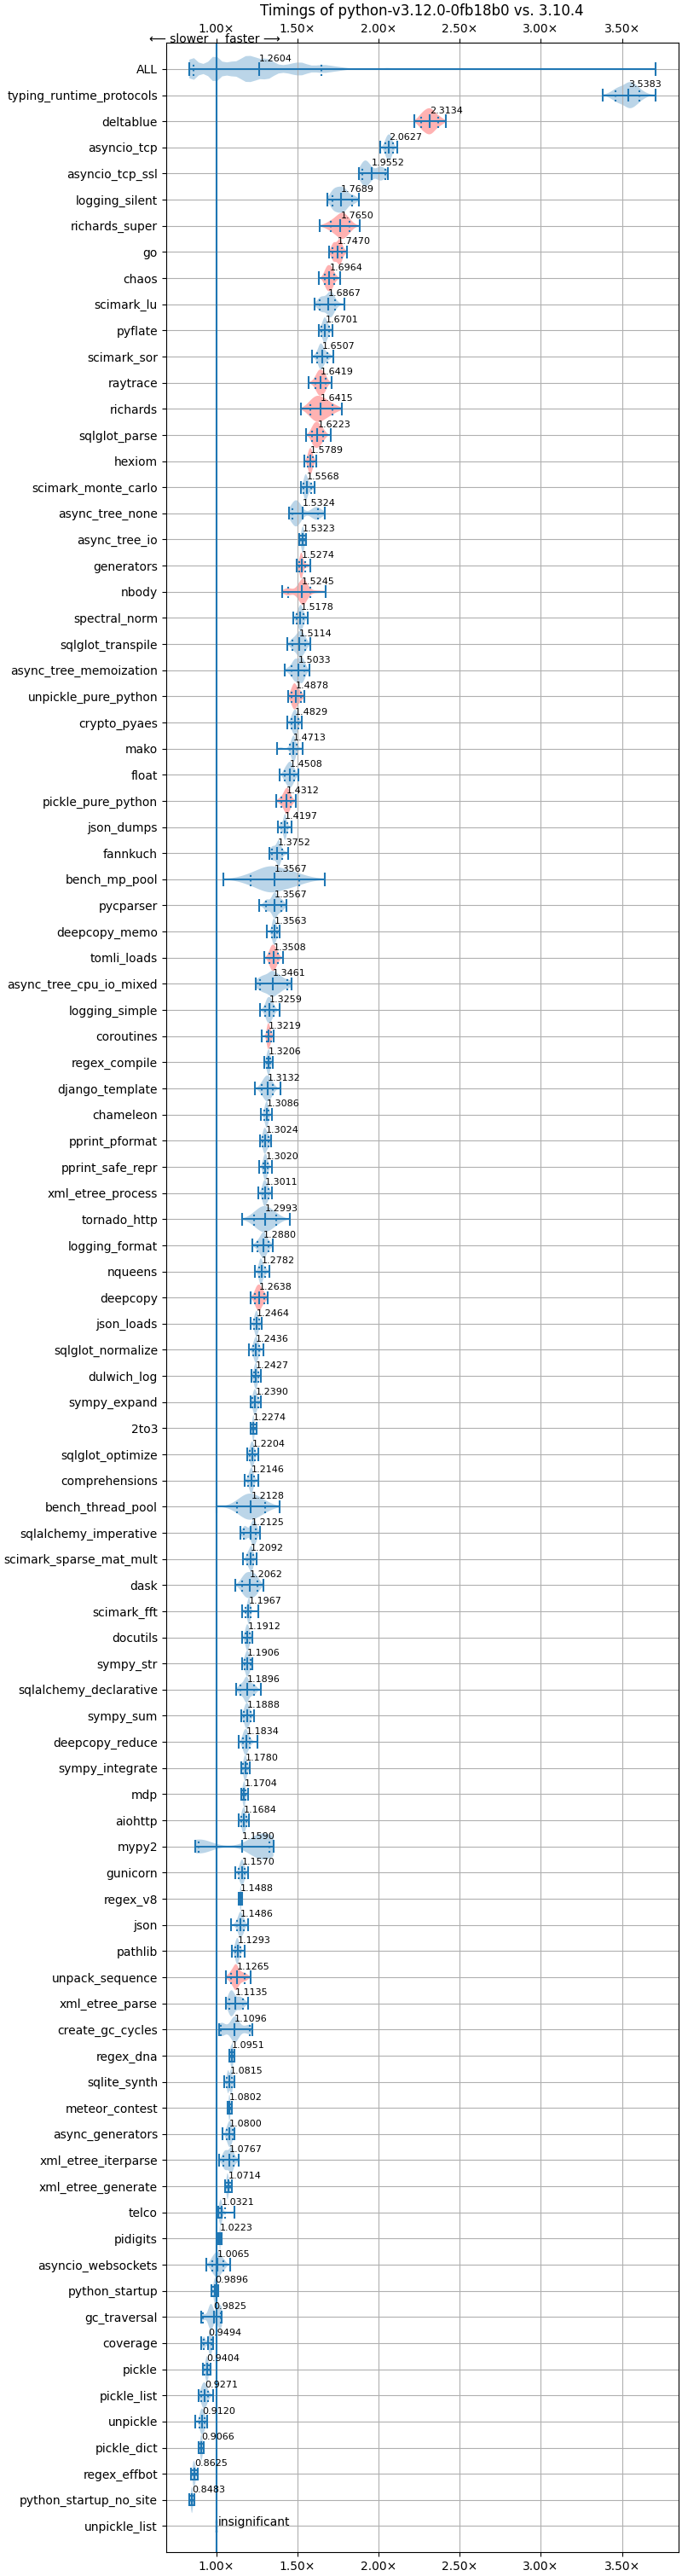 Timings of python-v3.12.0-0fb18b0 vs. 3.10.4
1.00× 1.50× 2.00× 2.50× 3.00× 3.50×
⟵ slower faster ⟶
ALL 1.2604
typing_runtime_protocols 3.5383
deltablue 2.3134
asyncio_tcp 2.0627
asyncio_tcp_ssl 1.9552
logging_silent 1.7689
richards_super 1.7650
go 1.7470
chaos 1.6964
scimark_lu 1.6867
pyflate 1.6701
scimark_sor 1.6507
raytrace 1.6419
richards 1.6415
sqlglot_parse 1.6223
hexiom 1.5789
scimark_monte_carlo 1.5568
async_tree_none 1.5324
async_tree_io 1.5323
generators 1.5274
nbody 1.5245
spectral_norm 1.5178
sqlglot_transpile 1.5114
async_tree_memoization 1.5033
unpickle_pure_python 1.4878
crypto_pyaes 1.4829
mako 1.4713
float 1.4508
pickle_pure_python 1.4312
json_dumps 1.4197
fannkuch 1.3752
bench_mp_pool 1.3567
pycparser 1.3567
deepcopy_memo 1.3563
tomli_loads 1.3508
async_tree_cpu_io_mixed 1.3461
logging_simple 1.3259
coroutines 1.3219
regex_compile 1.3206
django_template 1.3132
chameleon 1.3086
pprint_pformat 1.3024
pprint_safe_repr 1.3020
xml_etree_process 1.3011
tornado_http 1.2993
logging_format 1.2880
nqueens 1.2782
deepcopy 1.2638
json_loads 1.2464
sqlglot_normalize 1.2436
dulwich_log 1.2427
sympy_expand 1.2390
2to3 1.2274
sqlglot_optimize 1.2204
comprehensions 1.2146
bench_thread_pool 1.2128
sqlalchemy_imperative 1.2125
scimark_sparse_mat_mult 1.2092
dask 1.2062
scimark_fft 1.1967
docutils 1.1912
sympy_str 1.1906
sqlalchemy_declarative 1.1896
sympy_sum 1.1888
deepcopy_reduce 1.1834
sympy_integrate 1.1780
mdp 1.1704
aiohttp 1.1684
mypy2 1.1590
gunicorn 1.1570
regex_v8 1.1488
json 1.1486
pathlib 1.1293
unpack_sequence 1.1265
xml_etree_parse 1.1135
create_gc_cycles 1.1096
regex_dna 1.0951
sqlite_synth 1.0815
meteor_contest 1.0802
async_generators 1.0800
xml_etree_iterparse 1.0767
xml_etree_generate 1.0714
telco 1.0321
pidigits 1.0223
asyncio_websockets 1.0065
python_startup 0.9896
gc_traversal 0.9825
coverage 0.9494
pickle 0.9404
pickle_list 0.9271
unpickle 0.9120
pickle_dict 0.9066
regex_effbot 0.8625
python_startup_no_site 0.8483
unpickle_list insignificant
1.00× 1.50× 2.00× 2.50× 3.00× 3.50×